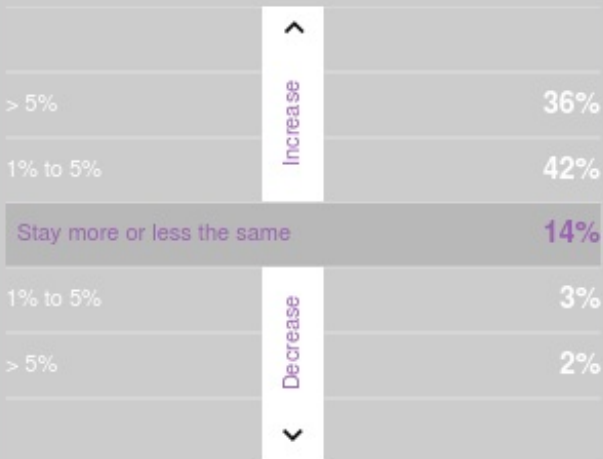 Increase
> 5% 36%
1% to 5% 42%
Stay more or less the same 14%
Decrease
1% to 5% 3%
> 5% 2%